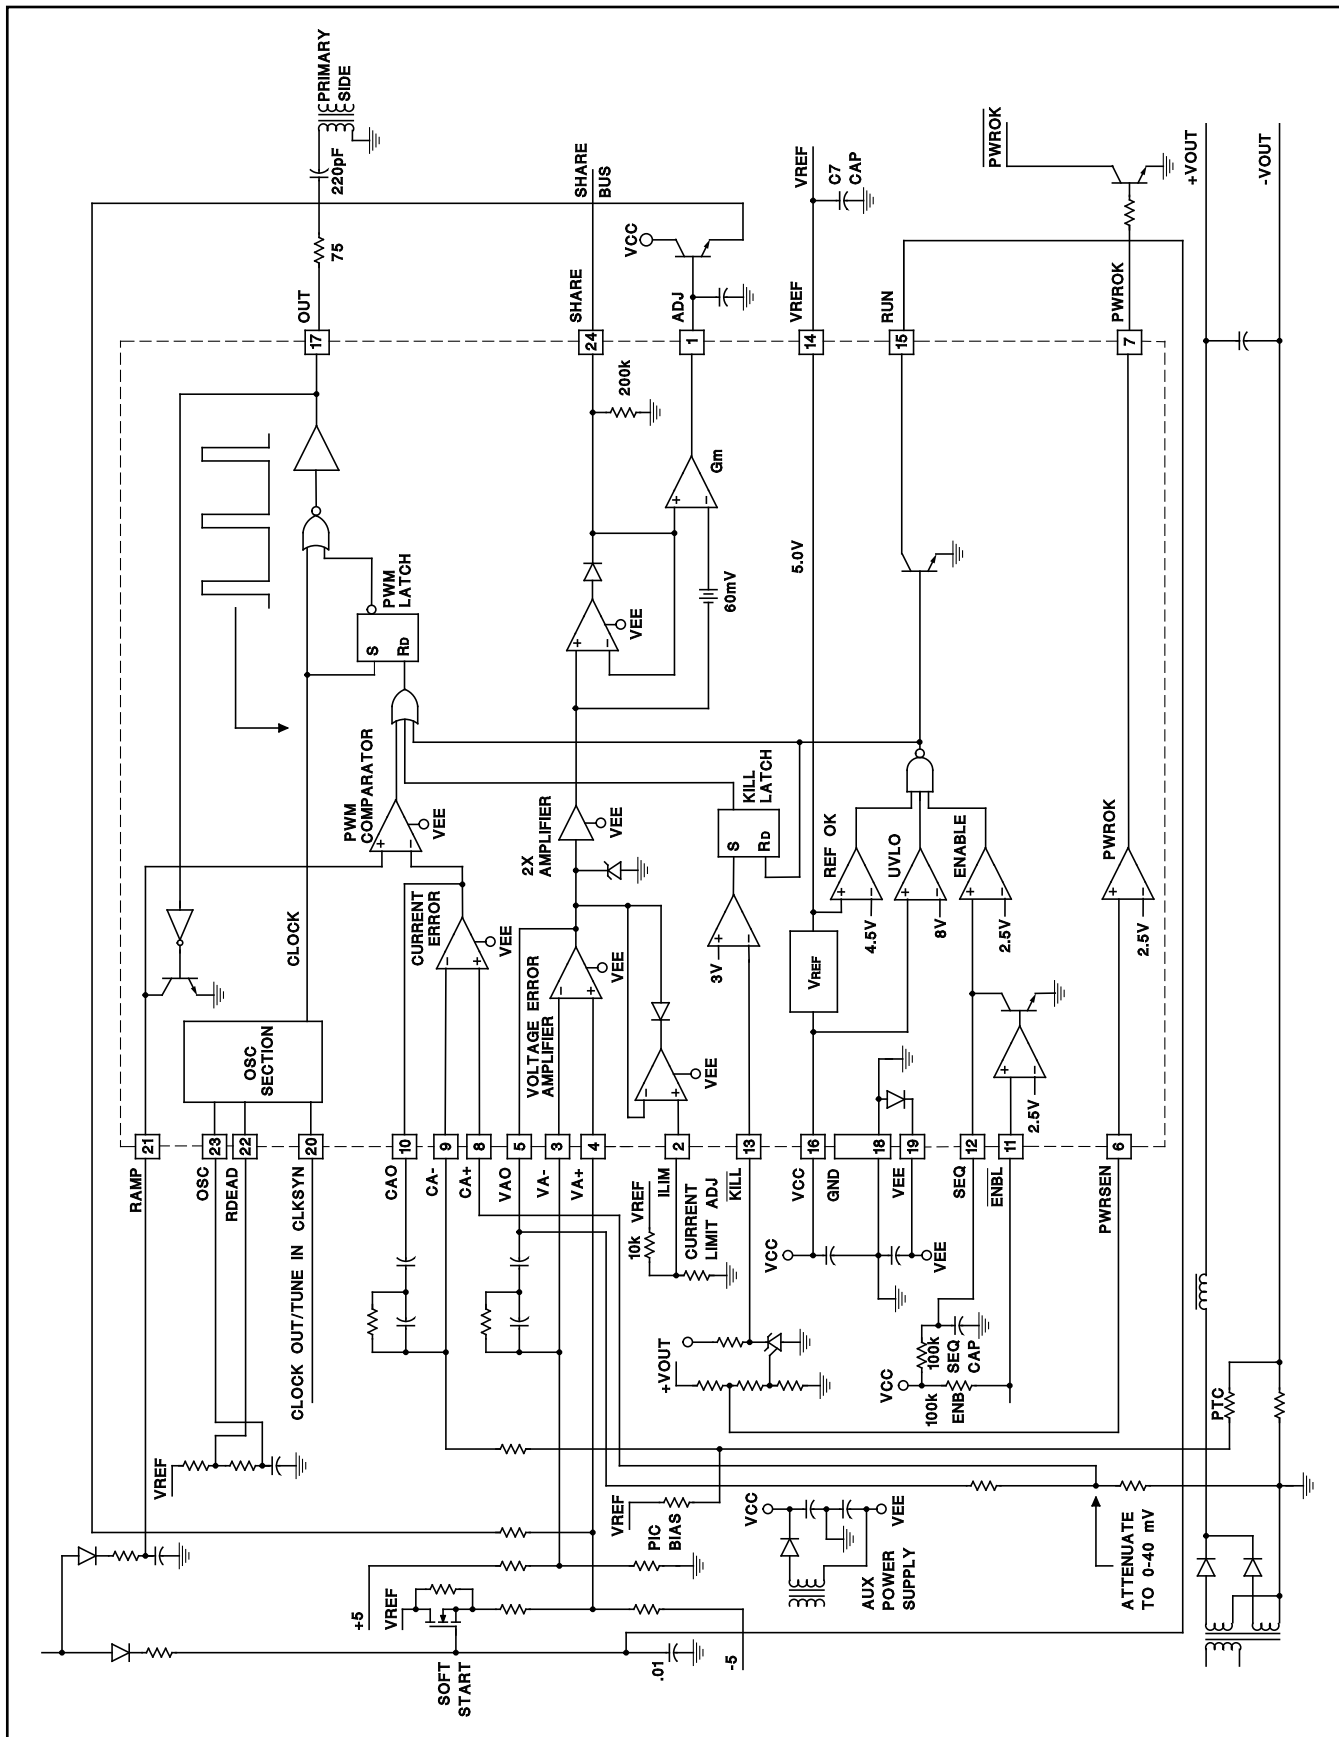 PRIMARY
SIDE
220pF
75
OUT
17
SHARE
BUS
SHARE
24
VCC
ADJ
1
VREF
C7
CAP
VREF
14
RUN
15
PWROK
PWROK
7
+VOUT
-VOUT
200k
Gm
+
−
60mV
5.0V
PWM
LATCH
S
RD
+
−
VEE
PWM
COMPARATOR
+
−
VEE
2X
AMPLIFIER
VEE
KILL
LATCH
S
RD
REF OK
+
−
4.5V
UVLO
+
−
8V
ENABLE
+
−
2.5V
PWROK
+
−
2.5V
CLOCK
CURRENT
ERROR
−
+
VEE
VOLTAGE ERROR
AMPLIFIER
−
+
VEE
+
−
3V
VREF
OSC
SECTION
−
+
VEE
+
−
2.5V
21
23
22
20
10
9
8
5
3
4
2
13
16
18
19
12
11
6
RAMP
OSC
RDEAD
CLOCK OUT/TUNE IN CLKSYN
CAO
CA-
CA+
VAO
VA-
VA+
ILIM
KILL
VCC
GND
VEE
SEQ
ENBL
PWRSEN
10k
VREF
CURRENT
LIMIT ADJ
VCC
VEE
+VOUT
VCC
100k
SEQ
CAP
100k
ENB
PTC
VREF
VREF
PIC
BIAS
VCC
VEE
AUX
POWER
SUPPLY
ATTENUATE
TO 0-40 mV
+5
VREF
SOFT
START
.01
-5